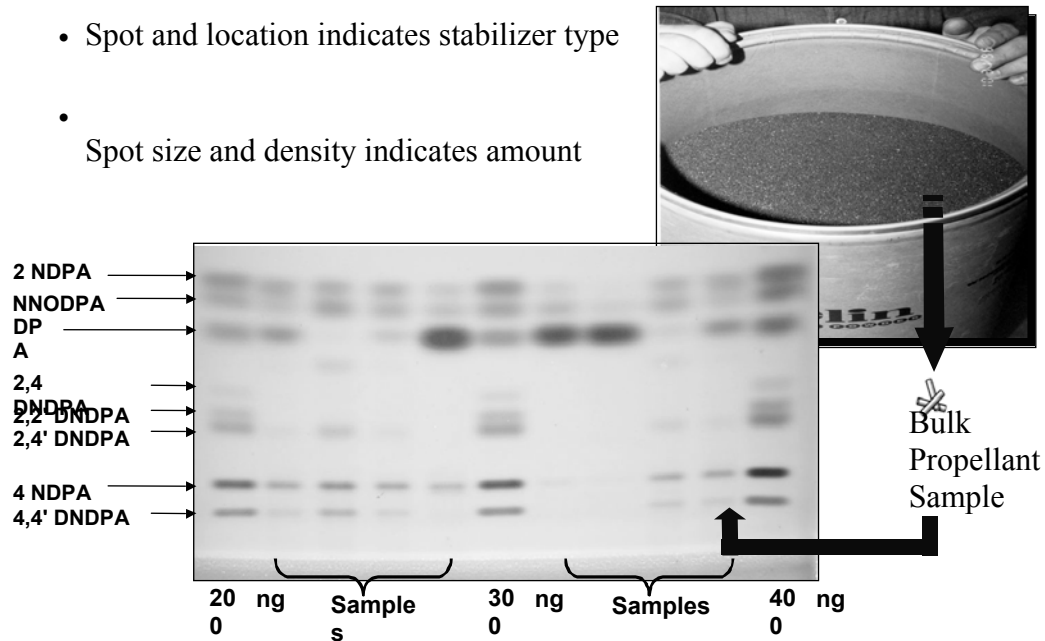 • Spot and location indicates stabilizer type
•
Spot size and density indicates amount
2 NDPA
NNODPA
DP
A
2,4
DNDPA
2,2' DNDPA
2,4' DNDPA
4 NDPA
4,4' DNDPA
Bulk
Propellant
Sample
20 ng
0
Sample
s
30 ng
0
Samples
40 ng
0